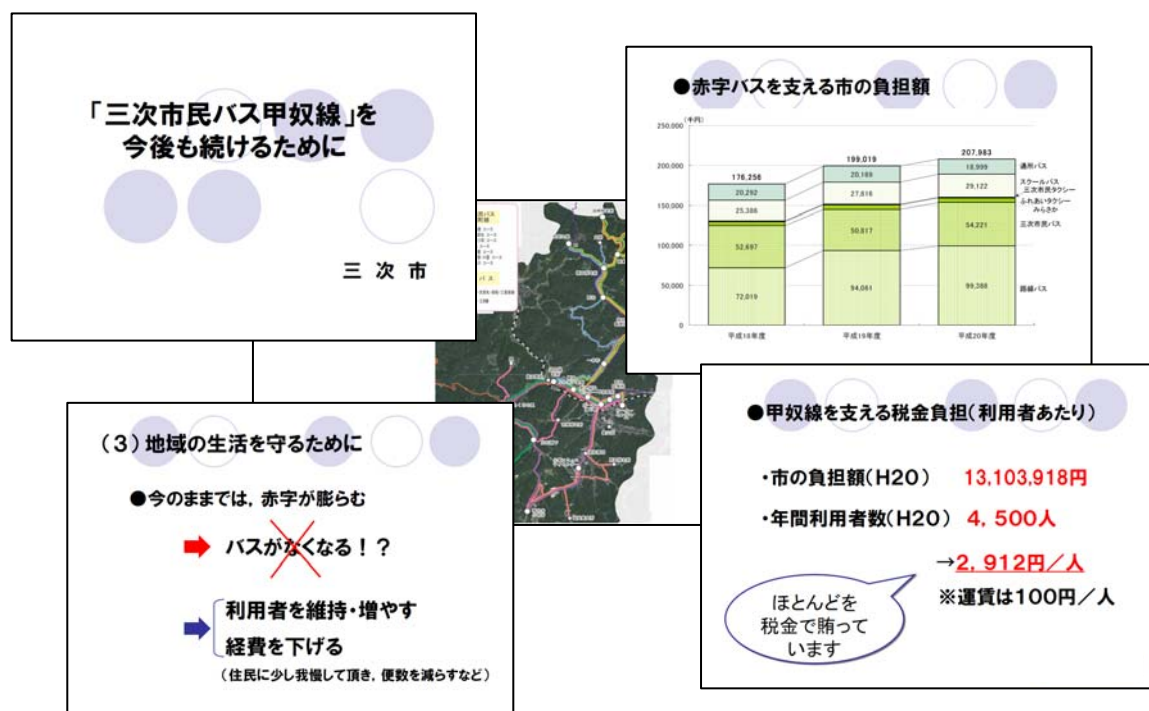 「三次市民バス甲奴線」を
今後も続けるために
三 次 市
●赤字バスを支える市の負担額
(千円)
250,000
200,000
150,000
100,000
50,000
0
176,256
20,292
25,388
52,697
72,019
平成18年度
199,019
20,169
27,816
50,817
94,061
平成19年度
207,983
18,909
29,122
54,221
99,388
平成20年度
通所バス
スクールバス
三次市民タクシー
ふれあいタクシー
みらさか
三次市民バス
路線バス
(3)地域の生活を守るために
●今のままでは,赤字が膨らむ
バスがなくなる!?
利用者を維持・増やす
経費を下げる
(住民に少し我慢して頂き,便数を減らすなど)
●甲奴線を支える税金負担(利用者あたり)
・市の負担額(H20) 13,103,918円
・年間利用者数(H20) 4,500人
→2,912円/人
※運賃は100円/人
ほとんどを
税金で賄って
います